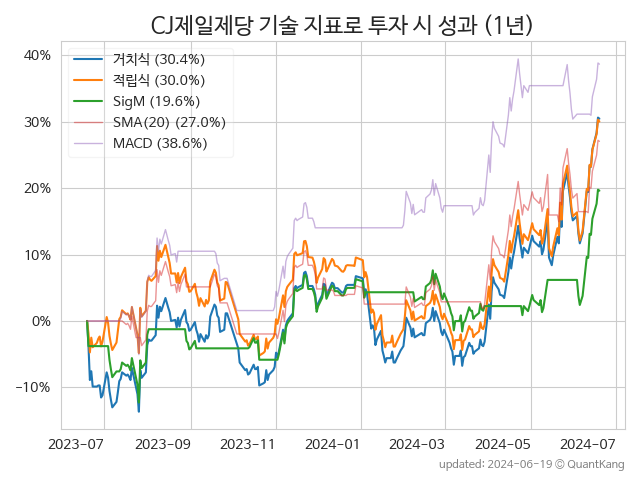 CJ제일제당 기술 지표로 투자 시 성과 (1년)
거치식 (30.4%)
적립식 (30.0%)
SigM (19.6%)
SMA(20) (27.0%)
MACD (38.6%)
40%
30%
20%
10%
0%
−10%
2023−07
2023−09
2023−11
2024−01
2024−03
2024−05
2024−07
updated: 2024−06−19 © QuantKang